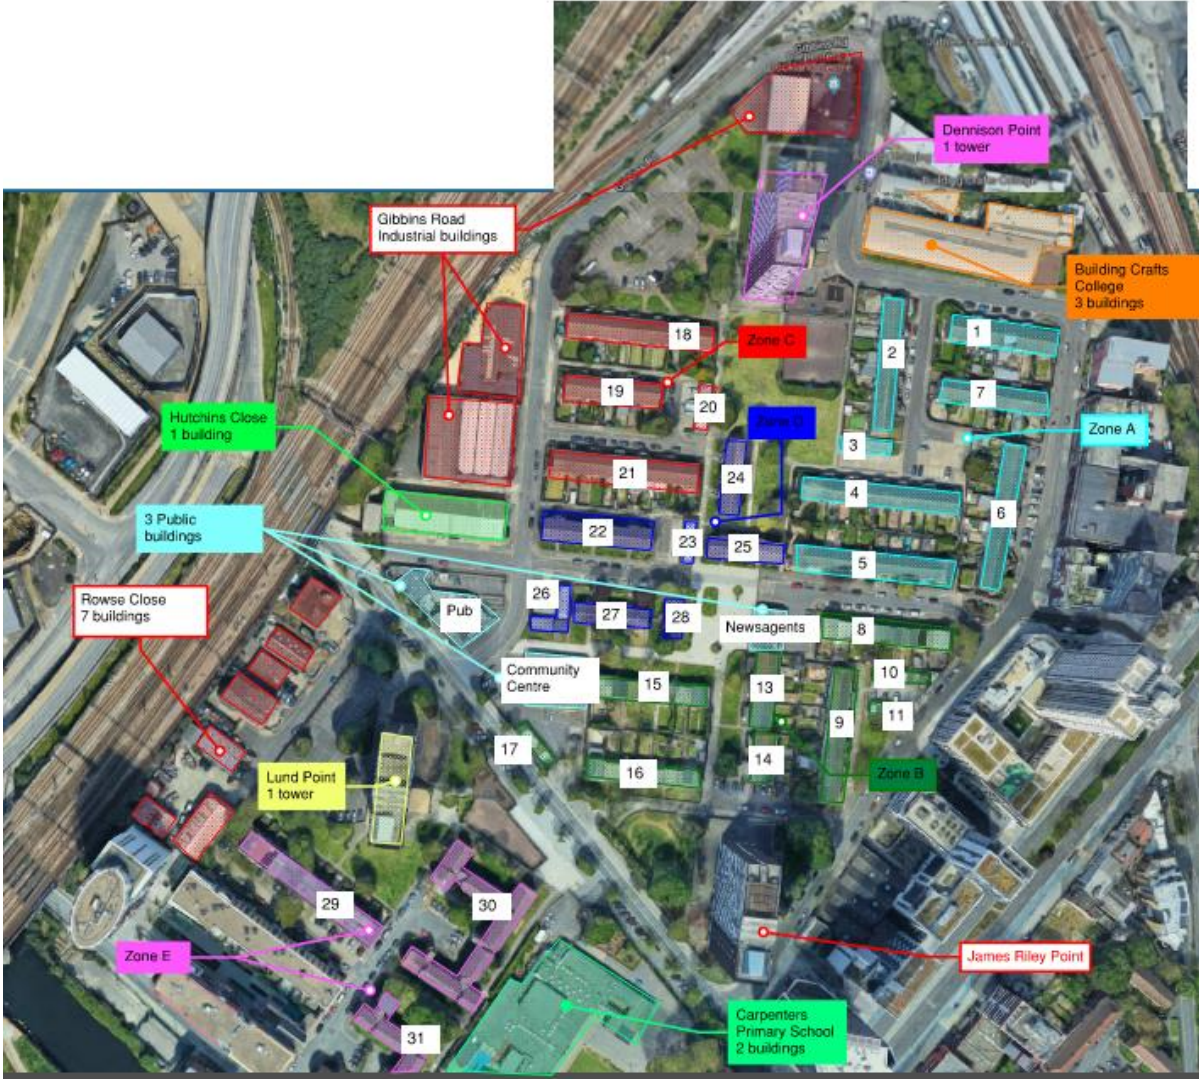 Gibbins Rd
Dennison Point
1 tower
Gibbins Road
Industrial buildings
Building Crafts
College
3 buildings
18
Zone C
2
1
19
20
7
Hutchins Close
1 building
Zone D
3
Zone A
21
24
4
6
3 Public
buildings
22
23
25
5
Rowse Close
7 buildings
26
27
28
Pub
Newsagents
8
Community
Centre
15
13
10
9
11
17
16
14
Zone B
Lund Point
1 tower
29
30
Zone E
James Riley Point
31
Carpenters
Primary School
2 buildings